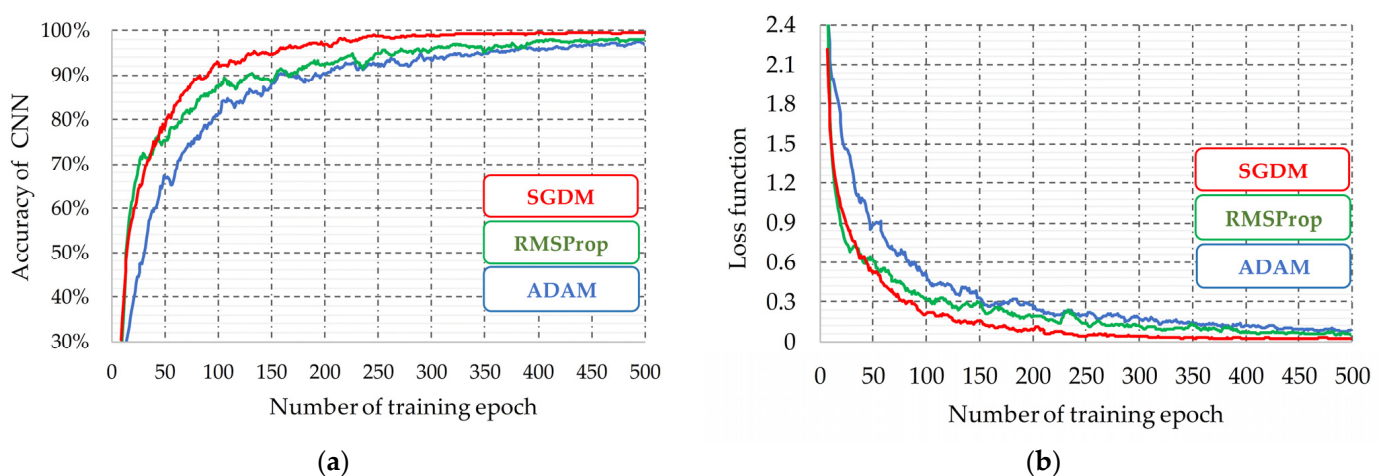 Accuracy of CNN
100%
90%
80%
70%
60%
50%
40%
30%
SGDM
RMSProp
ADAM
0 50 100 150 200 250 300 350 400 450 500
Number of training epoch
(a)
Loss function
2.4
2.1
1.8
1.5
1.2
0.9
0.6
0.3
0
SGDM
RMSProp
ADAM
0 50 100 150 200 250 300 350 400 450 500
Number of training epoch
(b)